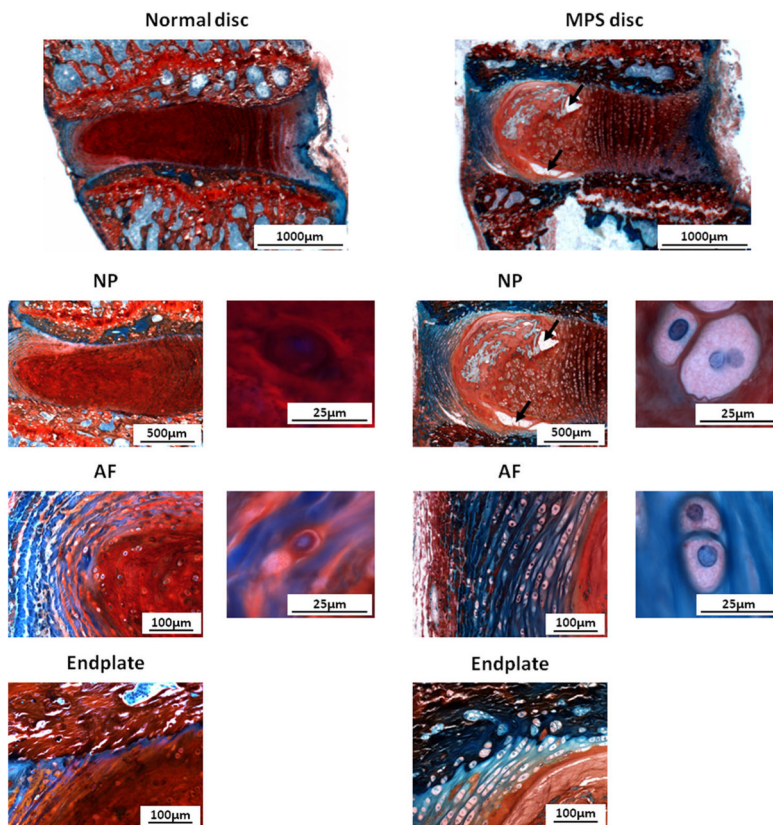 Normal disc
MPS disc
1000µm
1000µm
NP
NP
500µm
25µm
500µm
25µm
AF
AF
100µm
25µm
100µm
25µm
Endplate
Endplate
100µm
100µm